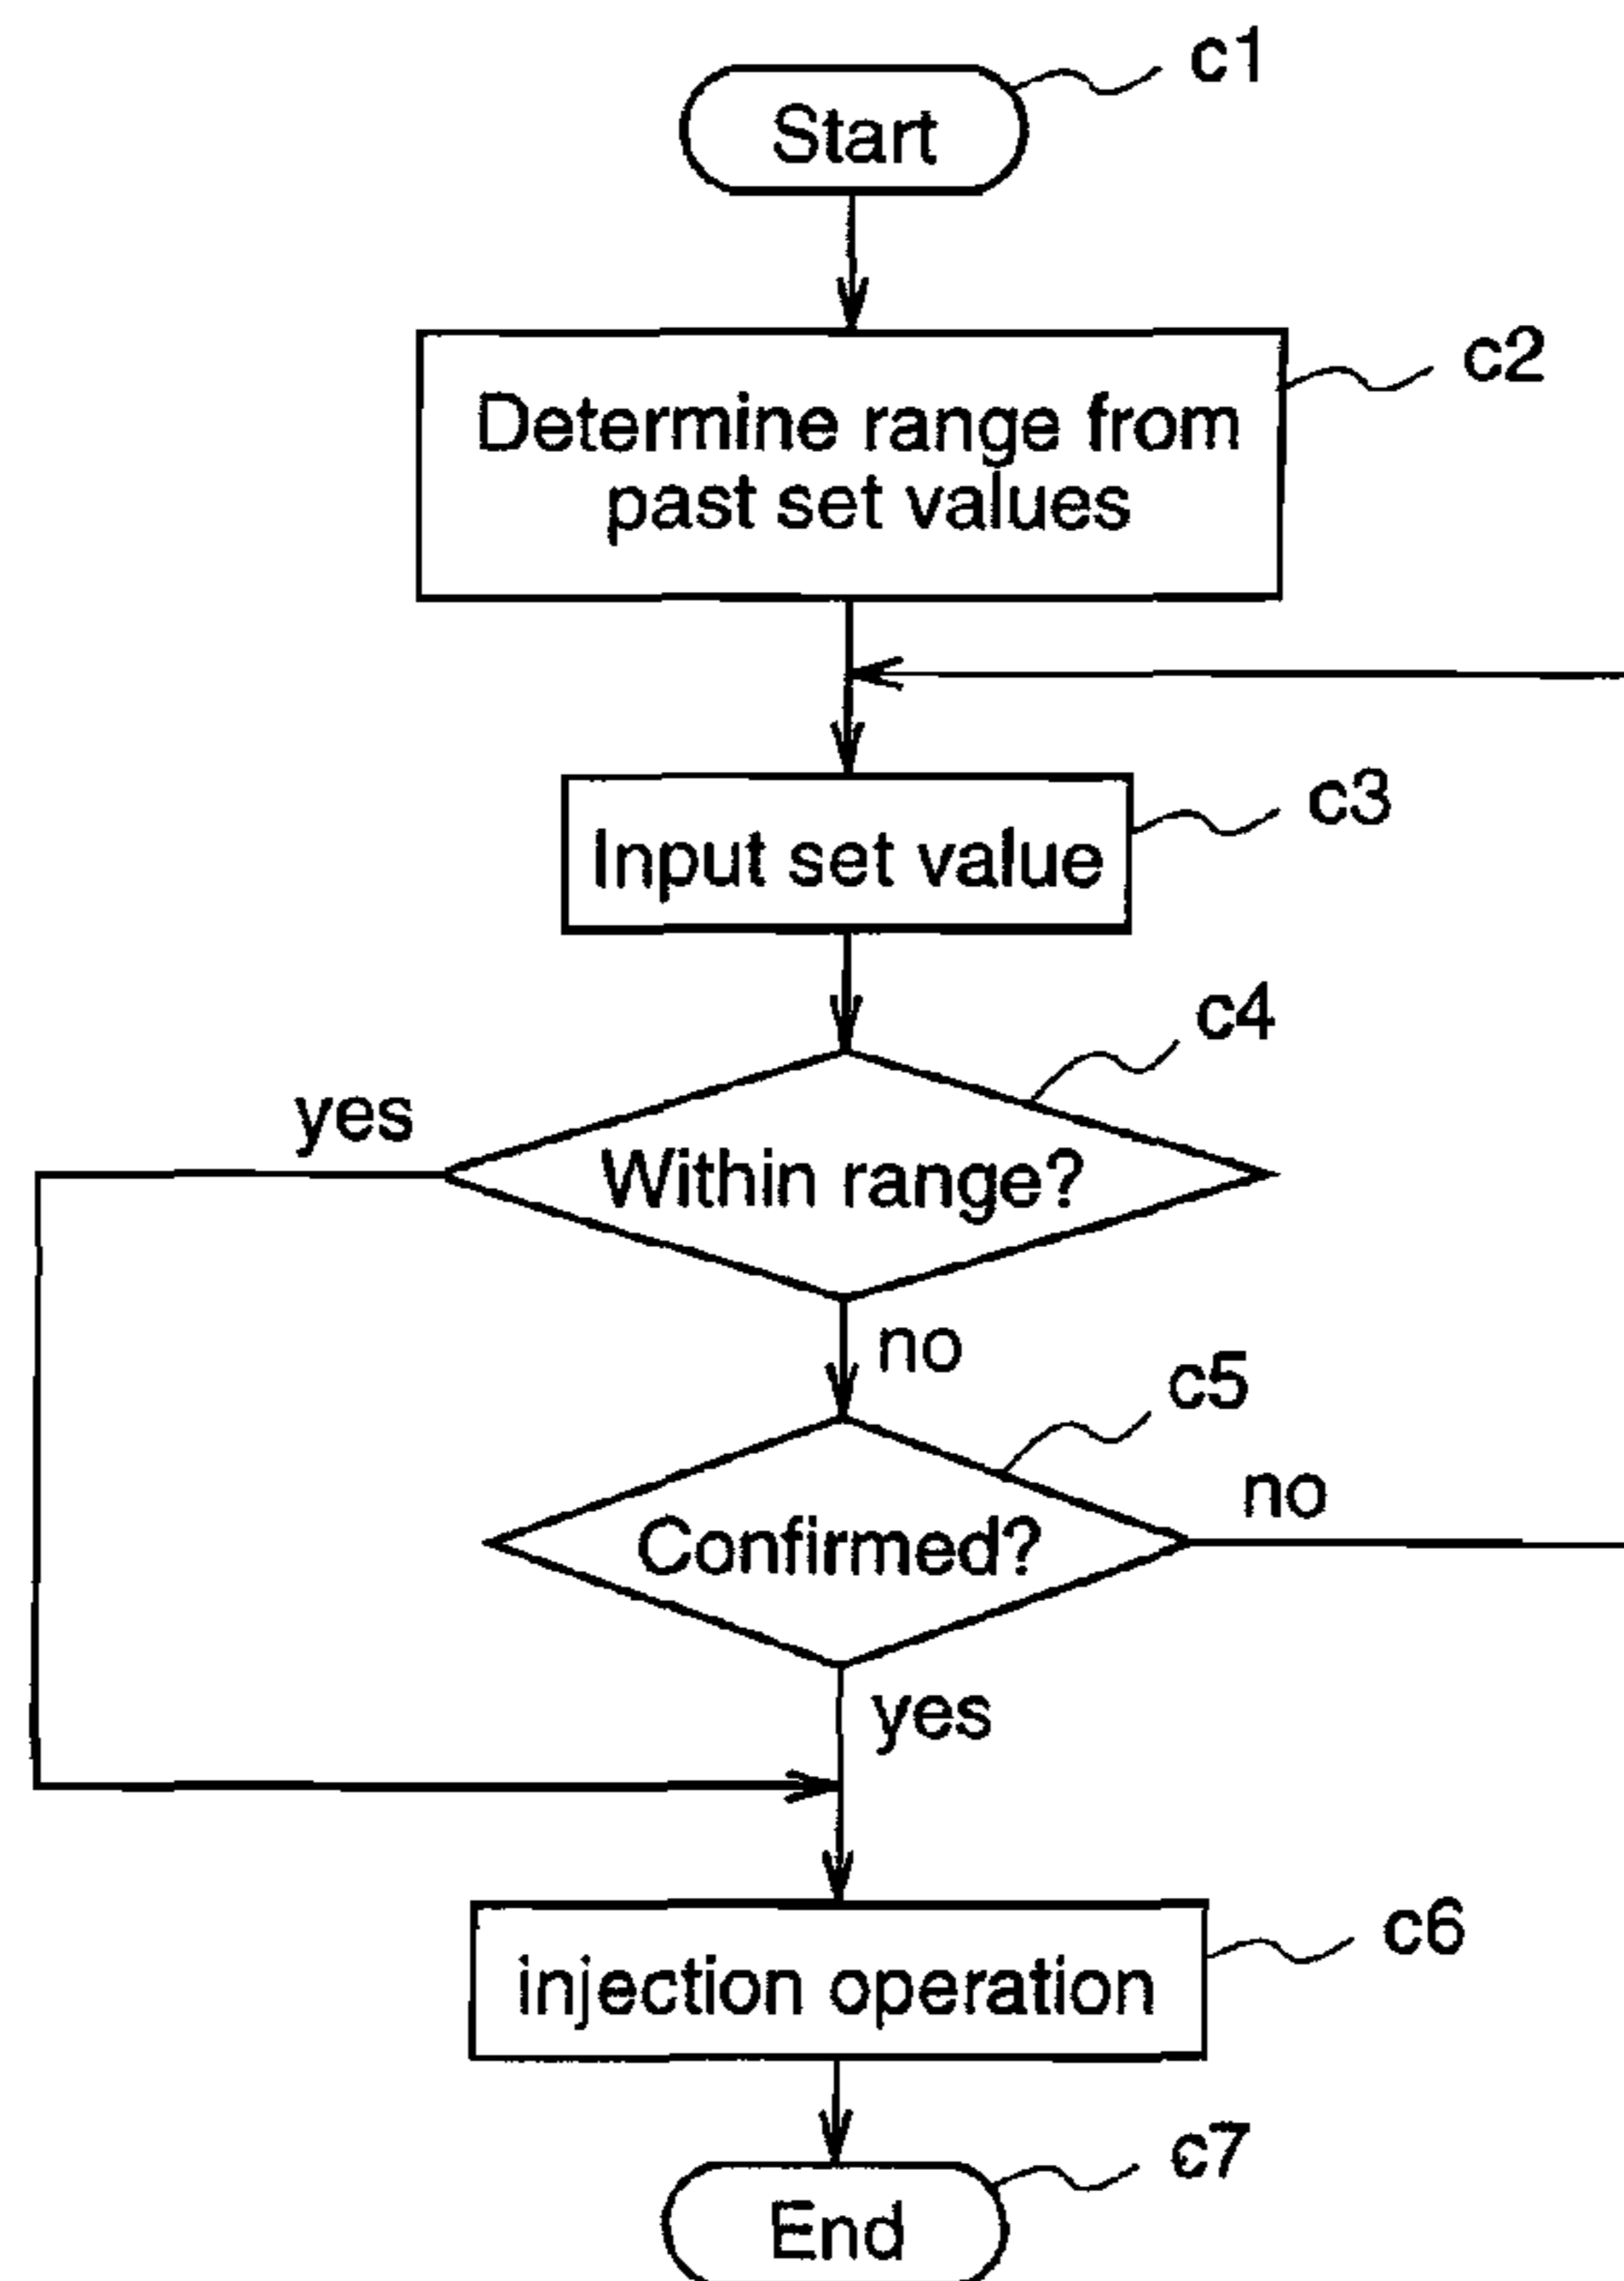 c1
Start
c2
Determine range from
past set values
c3
Input set value
c4
yes
Within range?
no
c5
no
Confirmed?
yes
c6
injection operation
c7
End